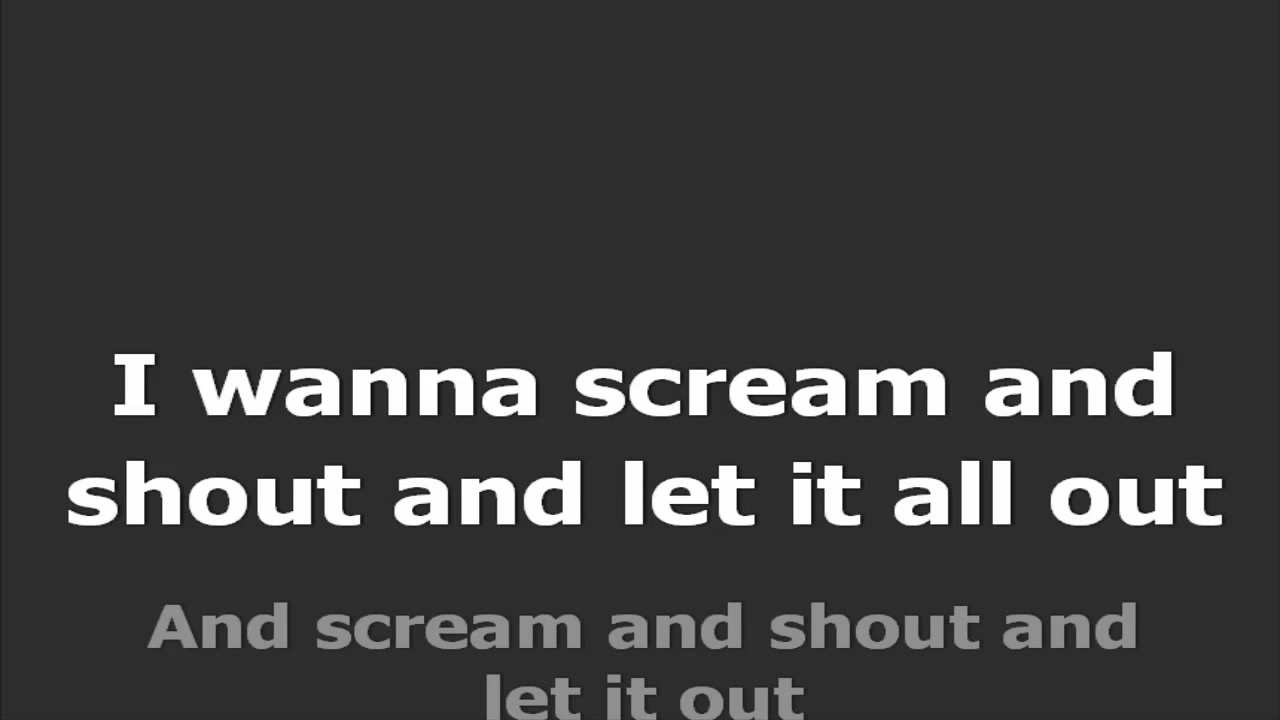 I wanna scream and
shout and let it all out
And scream and shout and
let it out